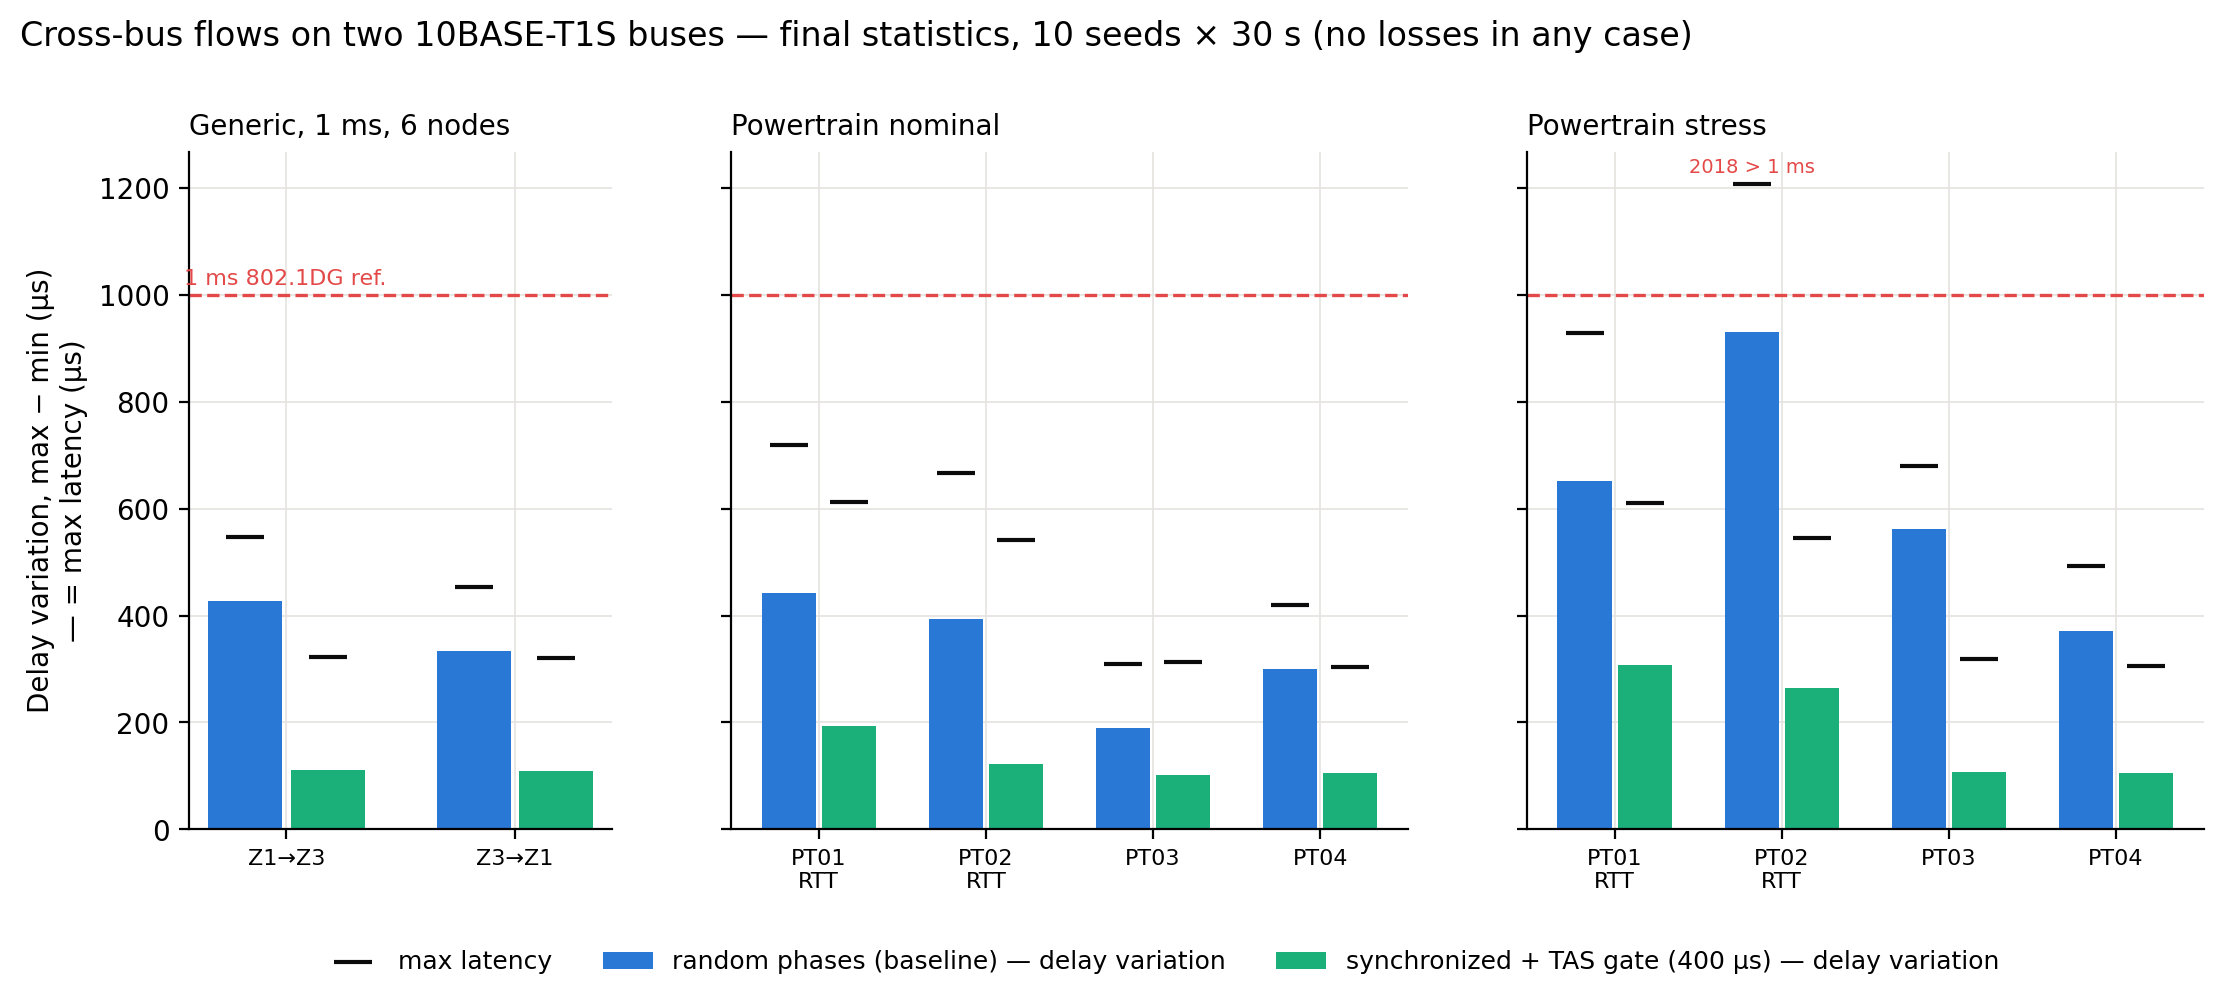 Cross-bus flows on two 10BASE-T1S buses — final statistics, 10 seeds × 30 s (no losses in any case)
Generic, 1 ms, 6 nodes
Powertrain nominal
Powertrain stress
Delay variation, max − min (µs)
— = max latency (µs)
1200
1000
800
600
400
200
0
1 ms 802.1DG ref.
2018 > 1 ms
Z1→Z3
Z3→Z1
PT01
RTT
PT02
RTT
PT03
PT04
PT01
RTT
PT02
RTT
PT03
PT04
max latency
random phases (baseline) — delay variation
synchronized + TAS gate (400 µs) — delay variation